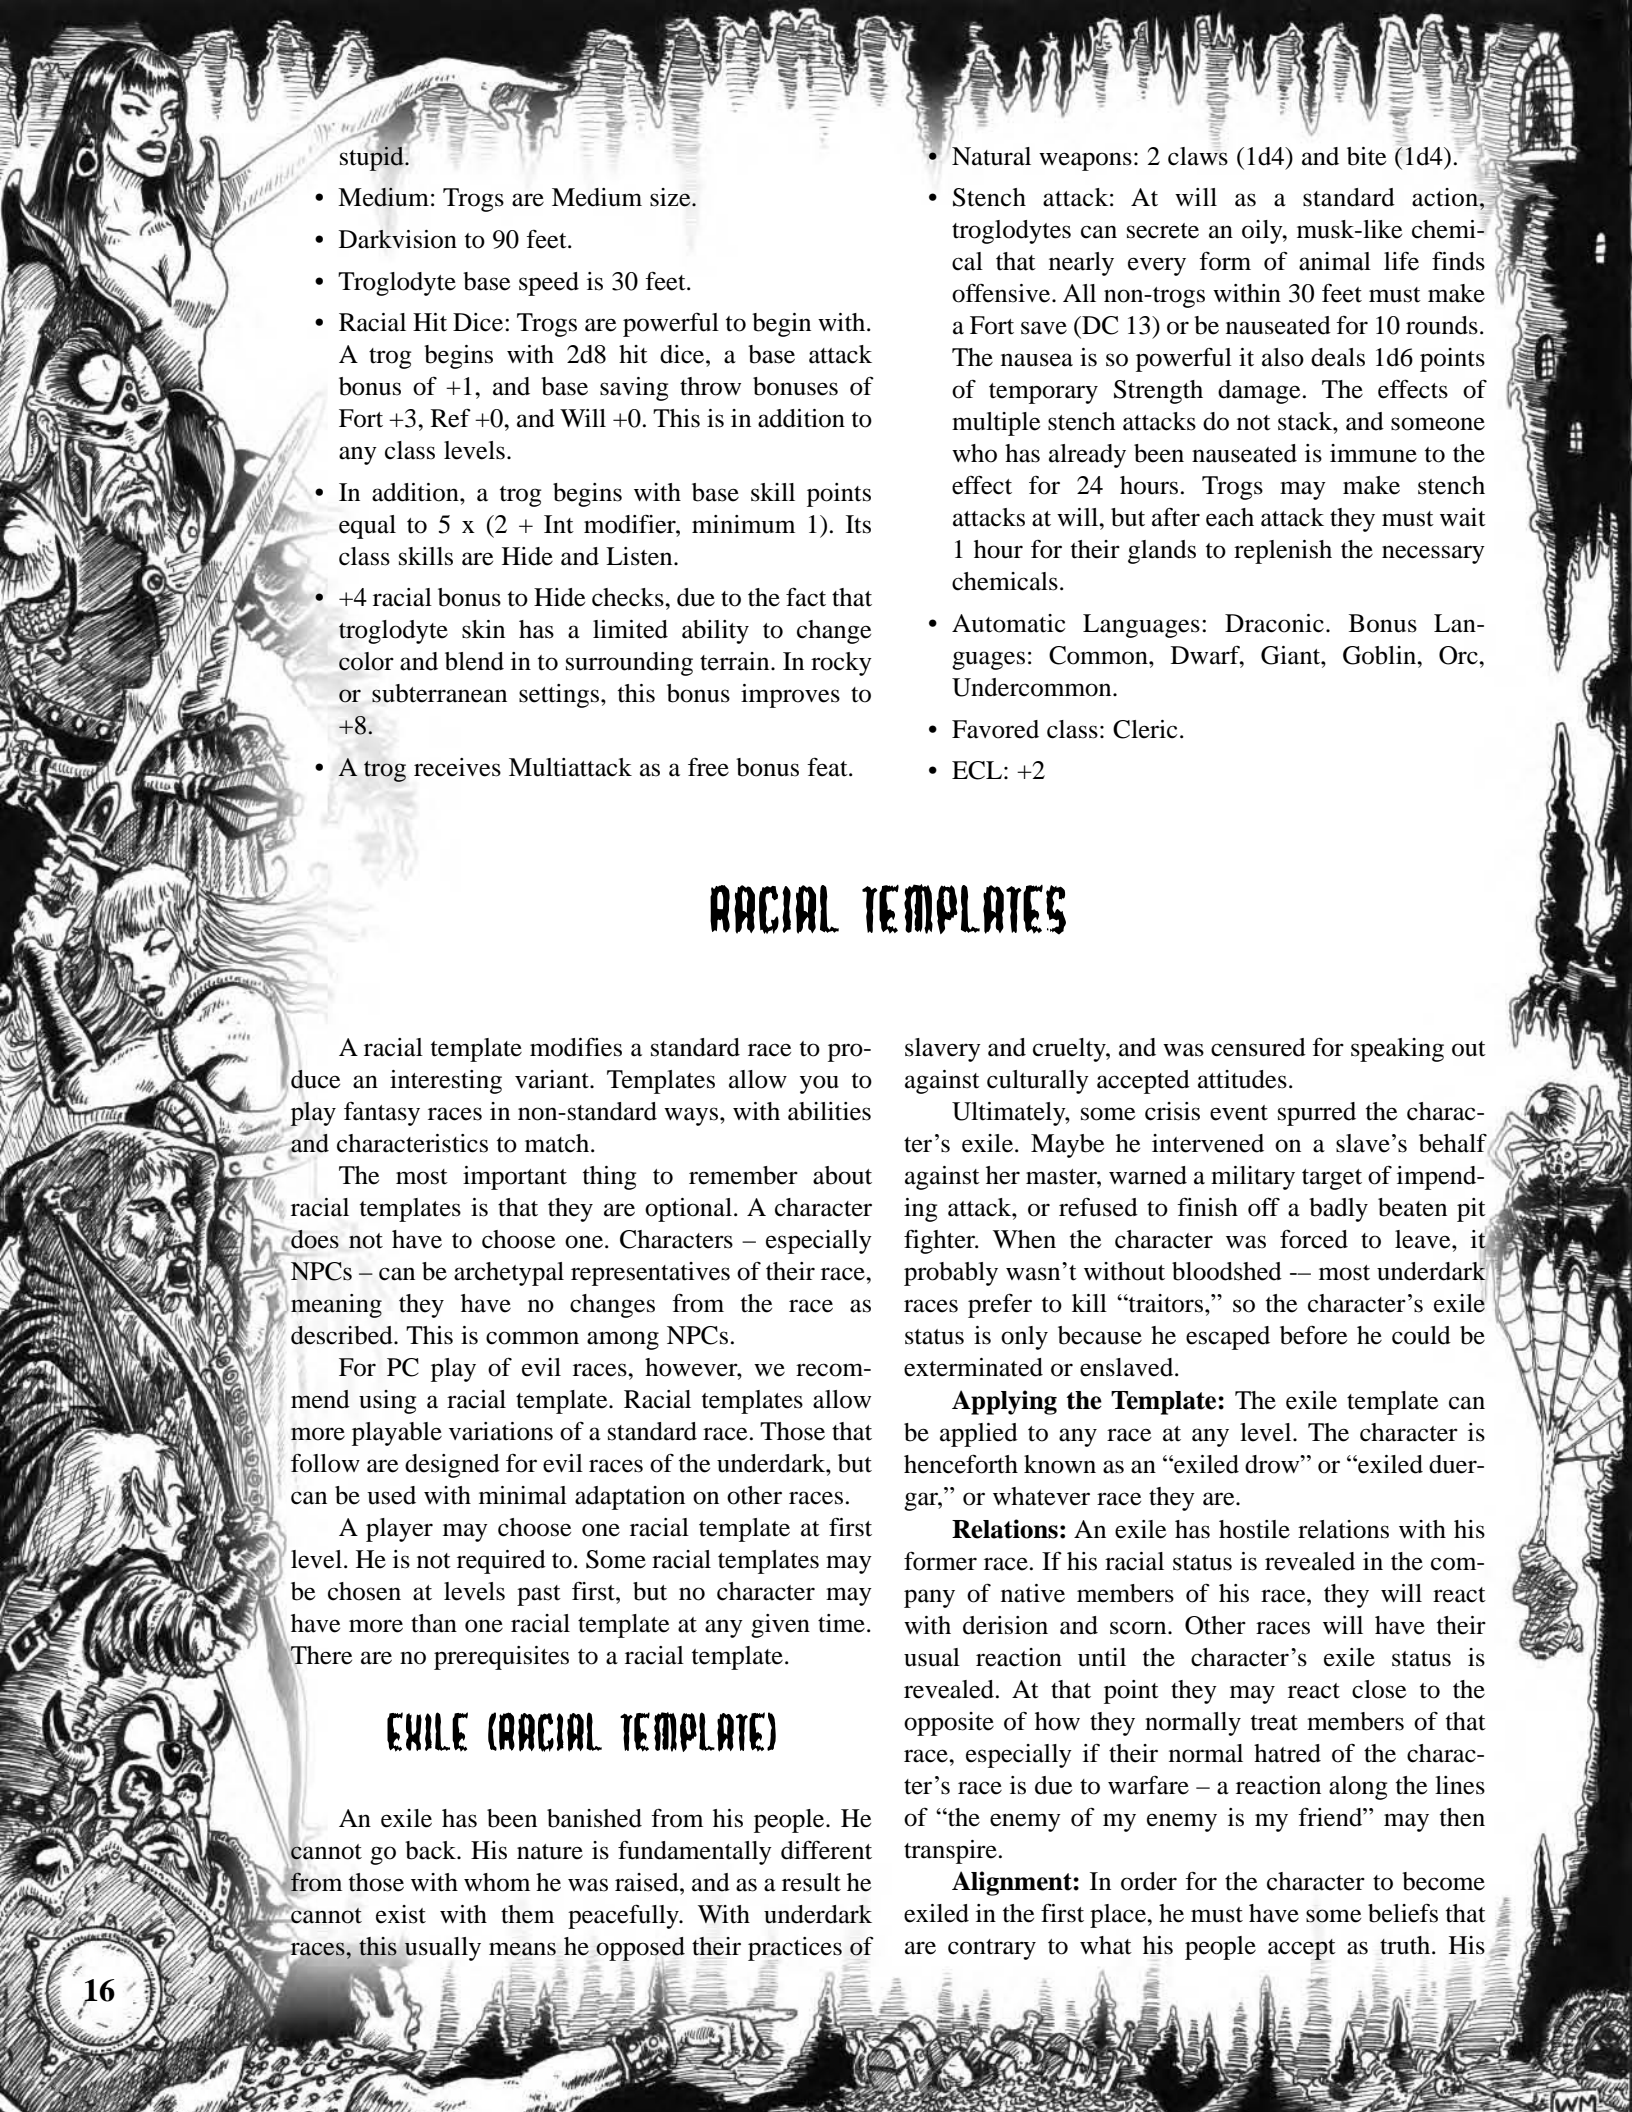 stupid.
• Medium: Trogs are Medium size.
• Darkvision to 90 feet.
• Troglodyte base speed is 30 feet.
• Racial Hit Dice: Trogs are powerful to begin with.
A trog begins with 2d8 hit dice, a base attack
bonus of +1, and base saving throw bonuses of
Fort +3, Ref +0, and Will +0. This is in addition to
any class levels.
• In addition, a trog begins with base skill points
equal to 5 x (2 + Int modifier, minimum 1). Its
class skills are Hide and Listen.
• +4 racial bonus to Hide checks, due to the fact that
troglodyte skin has a limited ability to change
color and blend in to surrounding terrain. In rocky
or subterranean settings, this bonus improves to
+8.
• A trog receives Multiattack as a free bonus feat.
• Natural weapons: 2 claws (1d4) and bite (1d4).
• Stench attack: At will as a standard action,
troglodytes can secrete an oily, musk-like chemi-
cal that nearly every form of animal life finds
offensive. All non-trogs within 30 feet must make
a Fort save (DC 13) or be nauseated for 10 rounds.
The nausea is so powerful it also deals 1d6 points
of temporary Strength damage. The effects of
multiple stench attacks do not stack, and someone
who has already been nauseated is immune to the
effect for 24 hours. Trogs may make stench
attacks at will, but after each attack they must wait
1 hour for their glands to replenish the necessary
chemicals.
• Automatic Languages: Draconic. Bonus Lan-
guages: Common, Dwarf, Giant, Goblin, Orc,
Undercommon.
• Favored class: Cleric.
• ECL: +2
RACIAL TEMPLATES
A racial template modifies a standard race to pro-
duce an interesting variant. Templates allow you to
play fantasy races in non-standard ways, with abilities
and characteristics to match.
The most important thing to remember about
racial templates is that they are optional. A character
does not have to choose one. Characters – especially
NPCs – can be archetypal representatives of their race,
meaning they have no changes from the race as
described. This is common among NPCs.
For PC play of evil races, however, we recom-
mend using a racial template. Racial templates allow
more playable variations of a standard race. Those that
follow are designed for evil races of the underdark, but
can be used with minimal adaptation on other races.
A player may choose one racial template at first
level. He is not required to. Some racial templates may
be chosen at levels past first, but no character may
have more than one racial template at any given time.
There are no prerequisites to a racial template.
EXILE (RACIAL TEMPLATE)
An exile has been banished from his people. He
cannot go back. His nature is fundamentally different
from those with whom he was raised, and as a result he
cannot exist with them peacefully. With underdark
races, this usually means he opposed their practices of
slavery and cruelty, and was censured for speaking out
against culturally accepted attitudes.
Ultimately, some crisis event spurred the charac-
ter's exile. Maybe he intervened on a slave's behalf
against her master, warned a military target of impend-
ing attack, or refused to finish off a badly beaten pit
fighter. When the character was forced to leave, it
probably wasn't without bloodshed -– most underdark
races prefer to kill “traitors,” so the character's exile
status is only because he escaped before he could be
exterminated or enslaved.
Applying the Template: The exile template can
be applied to any race at any level. The character is
henceforth known as an “exiled drow” or “exiled duer-
gar,” or whatever race they are.
Relations: An exile has hostile relations with his
former race. If his racial status is revealed in the com-
pany of native members of his race, they will react
with derision and scorn. Other races will have their
usual reaction until the character's exile status is
revealed. At that point they may react close to the
opposite of how they normally treat members of that
race, especially if their normal hatred of the charac-
ter's race is due to warfare – a reaction along the lines
of “the enemy of my enemy is my friend” may then
transpire.
Alignment: In order for the character to become
exiled in the first place, he must have some beliefs that
are contrary to what his people accept as truth. His
16
WM